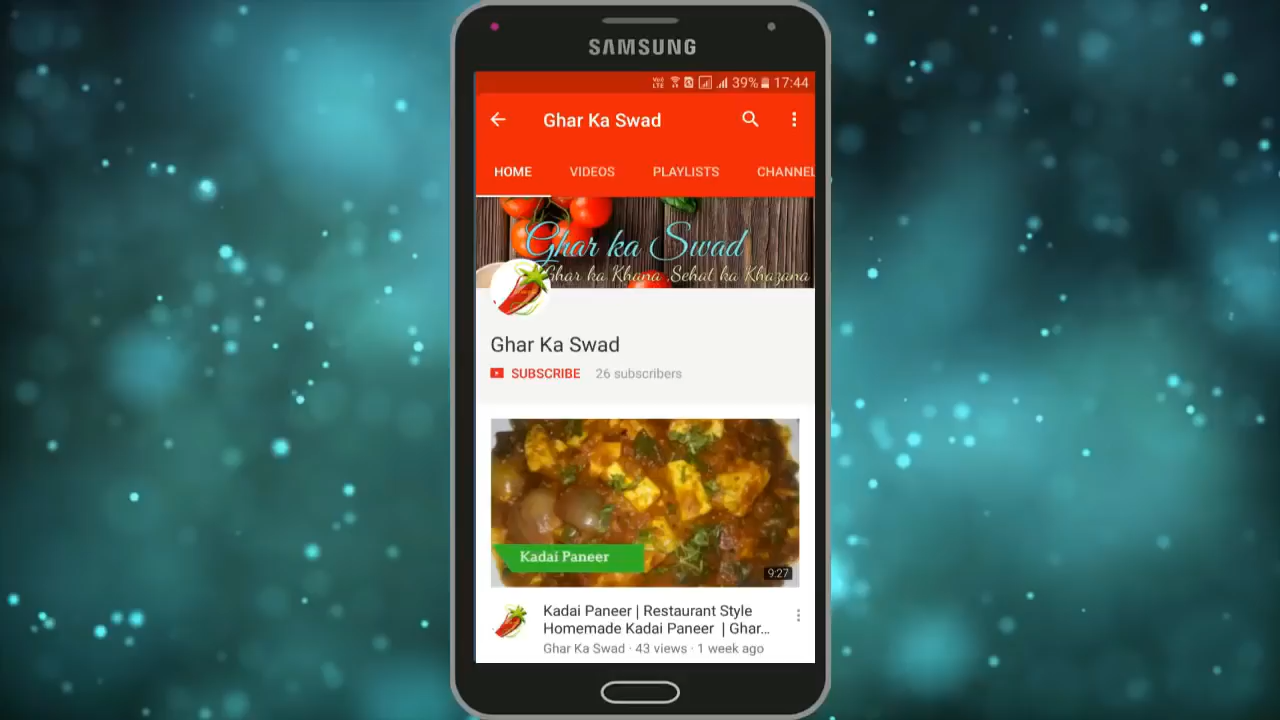 SAMSUNG
VoD LTE 39% 17:44
Ghar Ka Swad
HOME VIDEOS PLAYLISTS CHANNEL
Ghar ka Swad
Ghar ka Khana ,Sehat ka Khazana
Ghar Ka Swad
SUBSCRIBE 26 subscribers
Kadai Paneer
9:27
Kadai Paneer | Restaurant Style
Homemade Kadai Paneer | Ghar...
Ghar Ka Swad · 43 views · 1 week ago